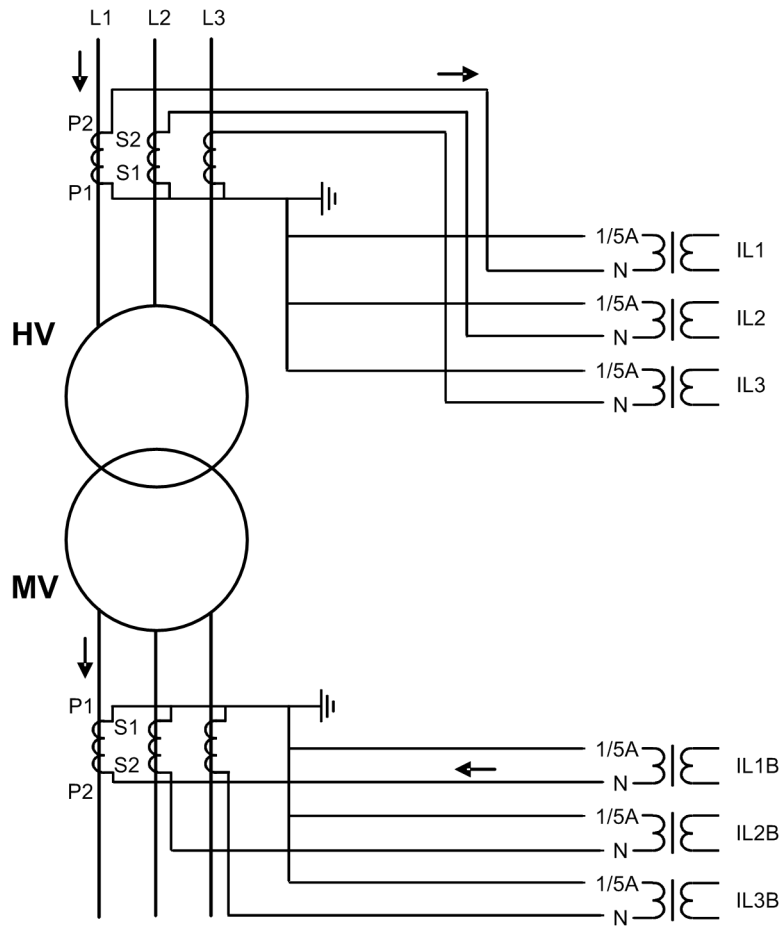 L1 L2 L3
P2
S2
S1
P1
1/5A
IL1
N
HV
1/5A
IL2
N
1/5A
IL3
N
MV
P1
S1
1/5A
IL1B
S2
N
P2
1/5A
IL2B
N
1/5A
IL3B
N